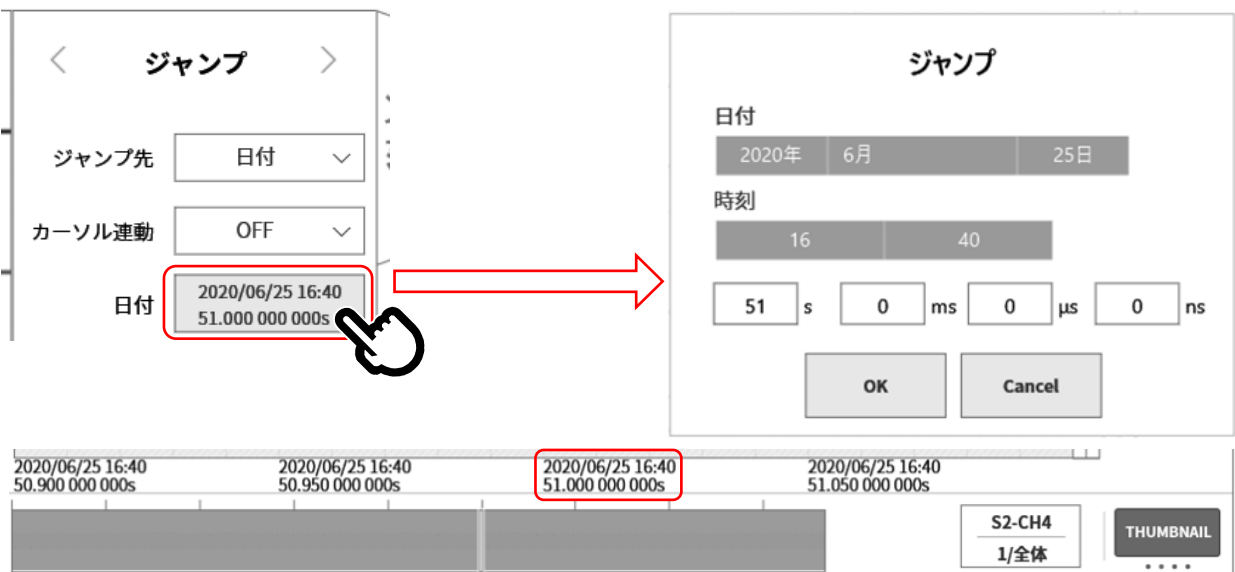 ジャンプ
ジャンプ先 日付
カーソル連動 OFF
日付 2020/06/25 16:40
51.000 000 000s
ジャンプ
日付
2020年 6月 25日
時刻
16 40
51 s 0 ms 0 µs 0 ns
OK Cancel
2020/06/25 16:40 2020/06/25 16:40 2020/06/25 16:40 2020/06/25 16:40
50.900 000 000s 50.950 000 000s 51.000 000 000s 51.050 000 000s
S2-CH4
1/全体
THUMBNAIL